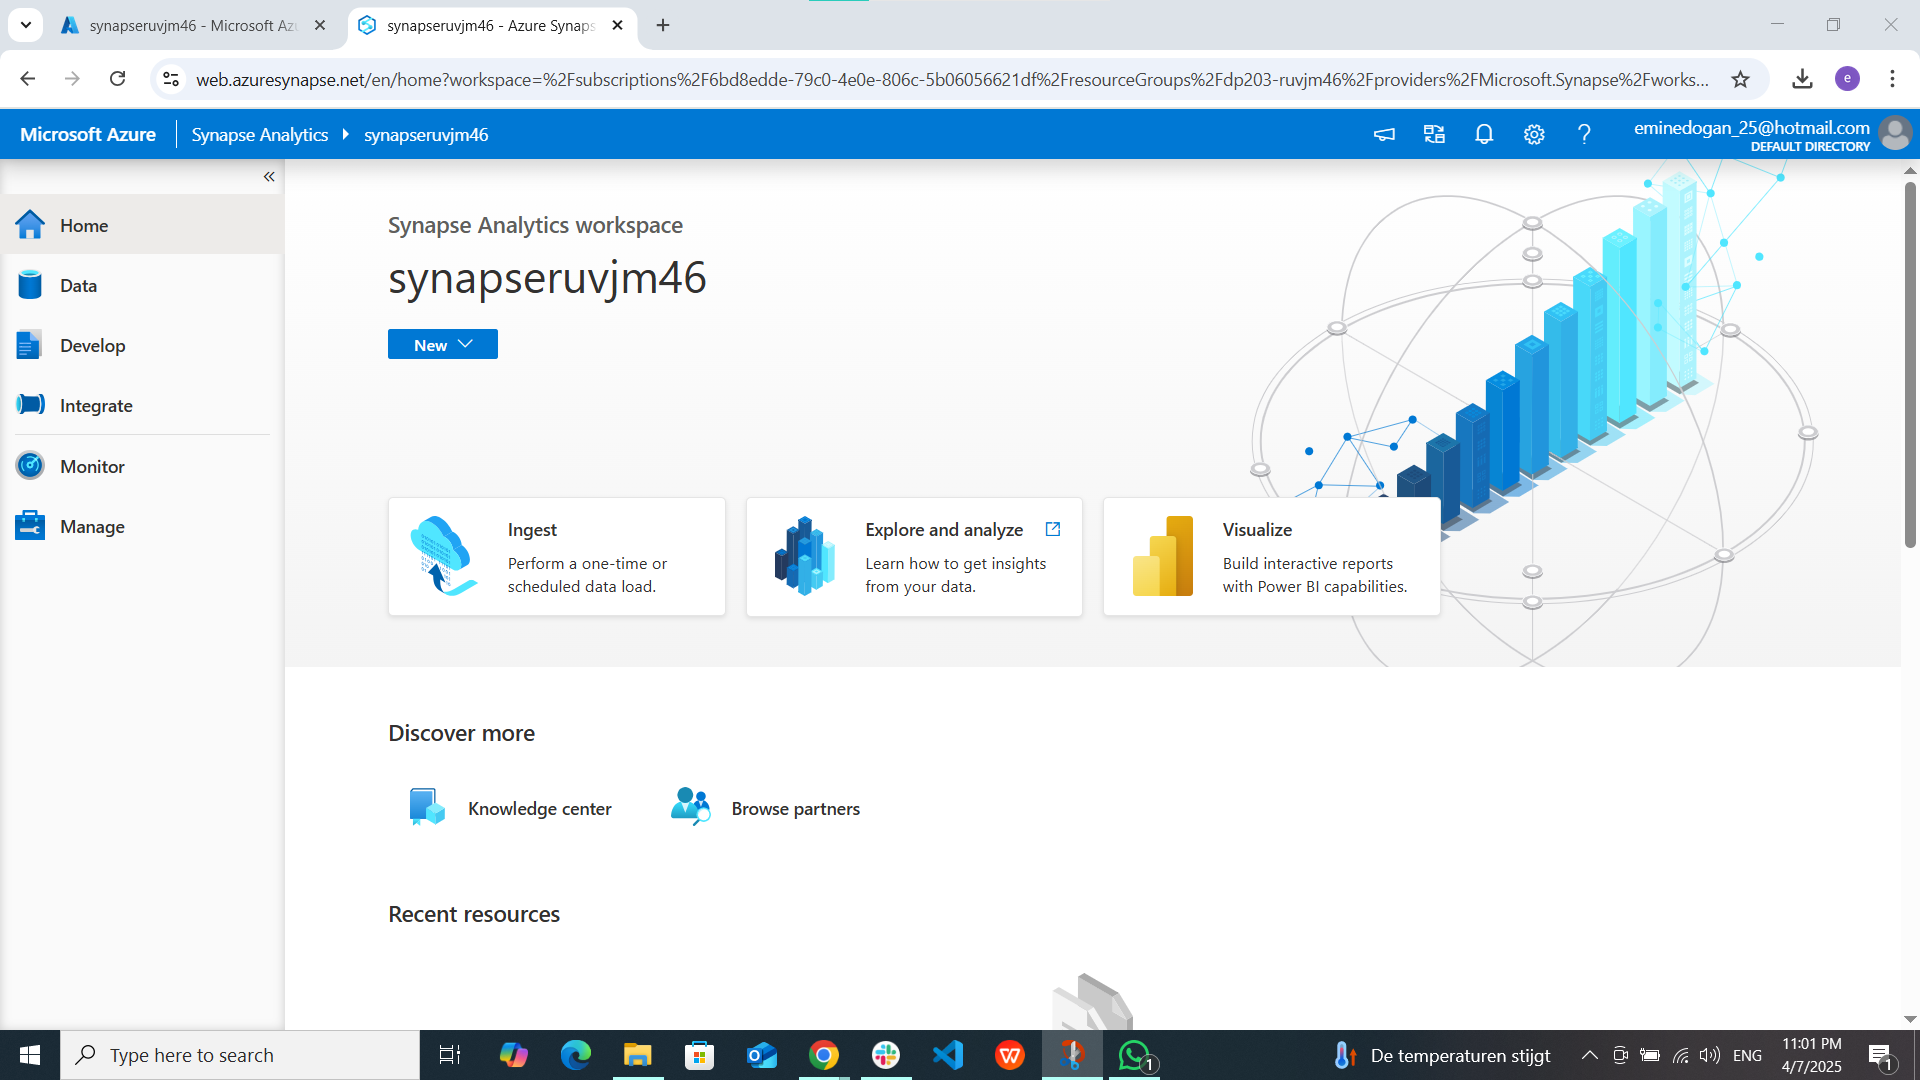 synapseruvjm46 - Microsoft Az
synapseruvjm46 - Azure Synaps
web.azuresynapse.net/en/home?workspace=%2Fsubscriptions%2F6bd8edde-79c0-4e0e-806c-5b06056621df%2FresourceGroups%2Fdp203-ruvjm46%2Fproviders%2FMicrosoft.Synapse%2Fworks...
e
Microsoft Azure
Synapse Analytics
synapseruvjm46
eminedogan_25@hotmail.com
DEFAULT DIRECTORY
Home
Data
Develop
Integrate
Monitor
Manage
Synapse Analytics workspace
synapseruvjm46
New
Ingest
Perform a one-time or
scheduled data load.
Explore and analyze
Learn how to get insights
from your data.
Visualize
Build interactive reports
with Power BI capabilities.
Discover more
Knowledge center
Browse partners
Recent resources
Type here to search
1
De temperaturen stijgt
ENG
11:01 PM
4/7/2025
1